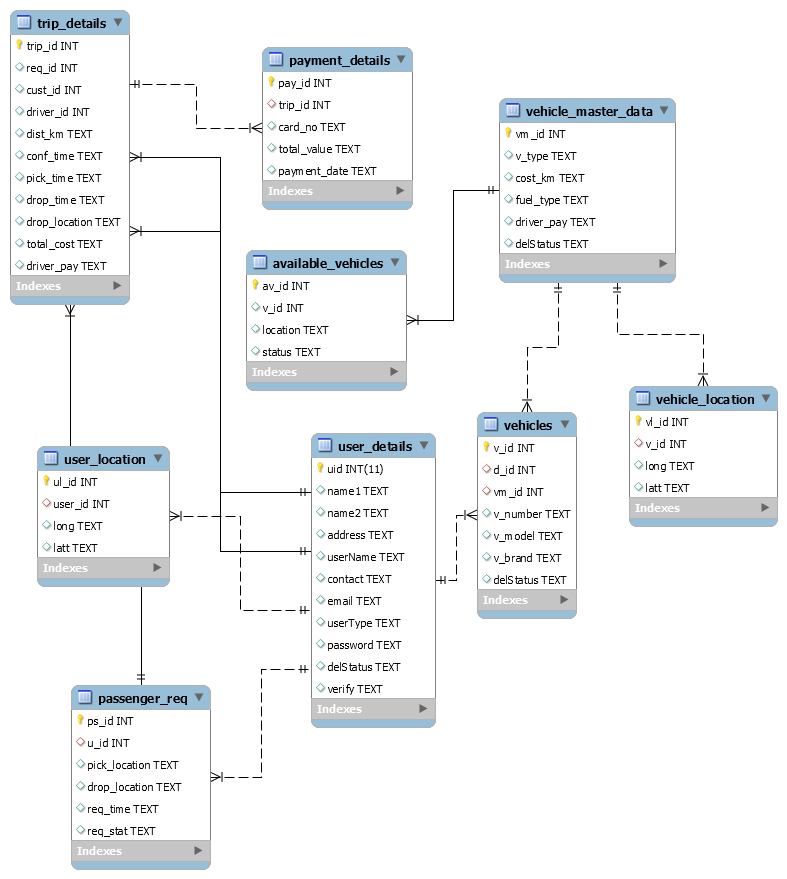 trip_details
trip_id INT
req_id INT
cust_id INT
driver_id INT
dist_km TEXT
conf_time TEXT
pick_time TEXT
drop_time TEXT
drop_location TEXT
total_cost TEXT
driver_pay TEXT
Indexes
payment_details
pay_id INT
trip_id INT
card_no TEXT
total_value TEXT
payment_date TEXT
Indexes
vehicle_master_data
vm_id INT
v_type TEXT
cost_km TEXT
fuel_type TEXT
driver_pay TEXT
delStatus TEXT
Indexes
available_vehicles
av_id INT
v_id INT
location TEXT
status TEXT
Indexes
vehicle_location
vl_id INT
v_id INT
long TEXT
latt TEXT
Indexes
vehicles
v_id INT
d_id INT
vm_id INT
v_number TEXT
v_model TEXT
v_brand TEXT
delStatus TEXT
Indexes
user_details
uid INT(11)
name1 TEXT
name2 TEXT
address TEXT
userName TEXT
contact TEXT
email TEXT
userType TEXT
password TEXT
delStatus TEXT
verify TEXT
Indexes
user_location
ul_id INT
user_id INT
long TEXT
latt TEXT
Indexes
passenger_req
ps_id INT
u_id INT
pick_location TEXT
drop_location TEXT
req_time TEXT
req_stat TEXT
Indexes